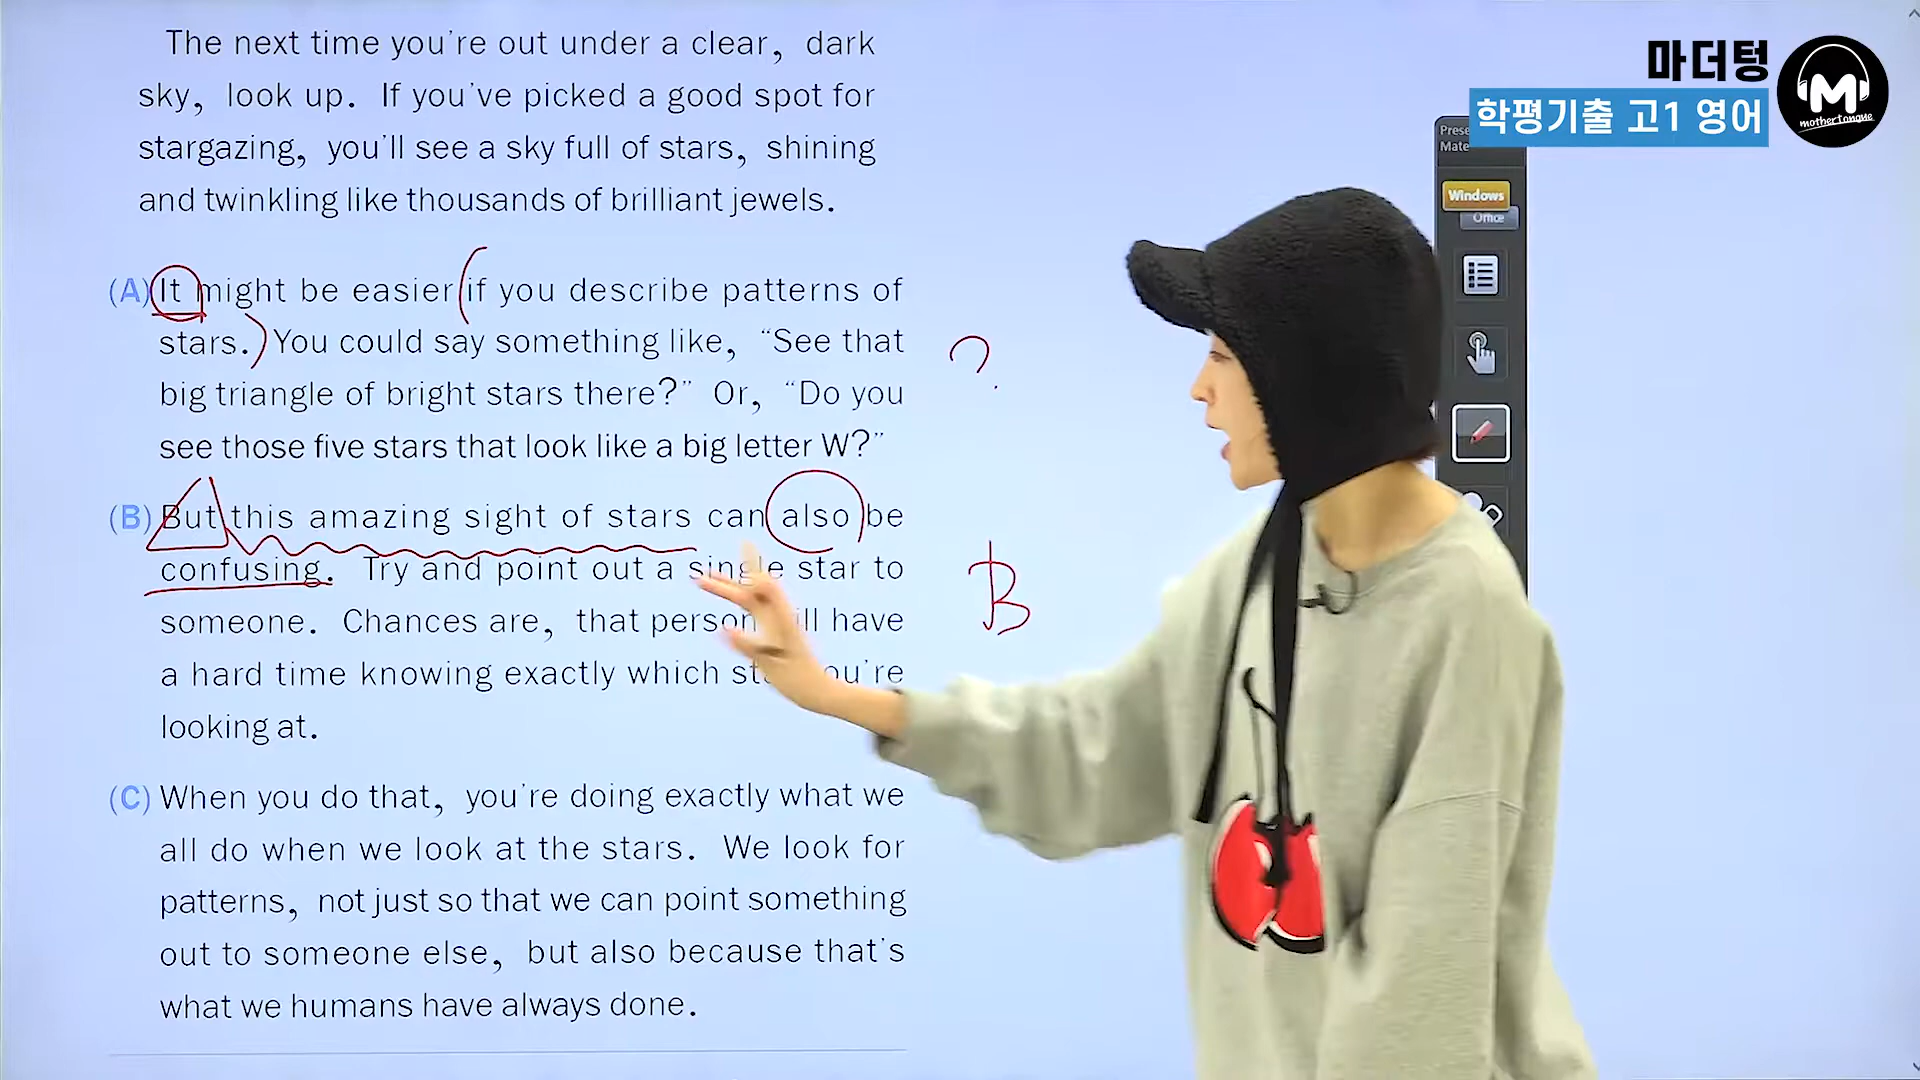 The next time you're out under a clear, dark
sky, look up. If you've picked a good spot for
stargazing, you'll see a sky full of stars, shining
and twinkling like thousands of brilliant jewels.
(A) It might be easier if you describe patterns of
stars. You could say something like, “See that
big triangle of bright stars there?” Or, “Do you
see those five stars that look like a big letter W?”
(B) But this amazing sight of stars can also be
confusing. Try and point out a single star to
someone. Chances are, that person will have
a hard time knowing exactly which you're
looking at.
(C) When you do that, you're doing exactly what we
all do when we look at the stars. We look for
patterns, not just so that we can point something
out to someone else, but also because that's
what we humans have always done.
?
B
마더텅
학평기출 고1 영어
M
mothertongue
Mate
Windows
Office